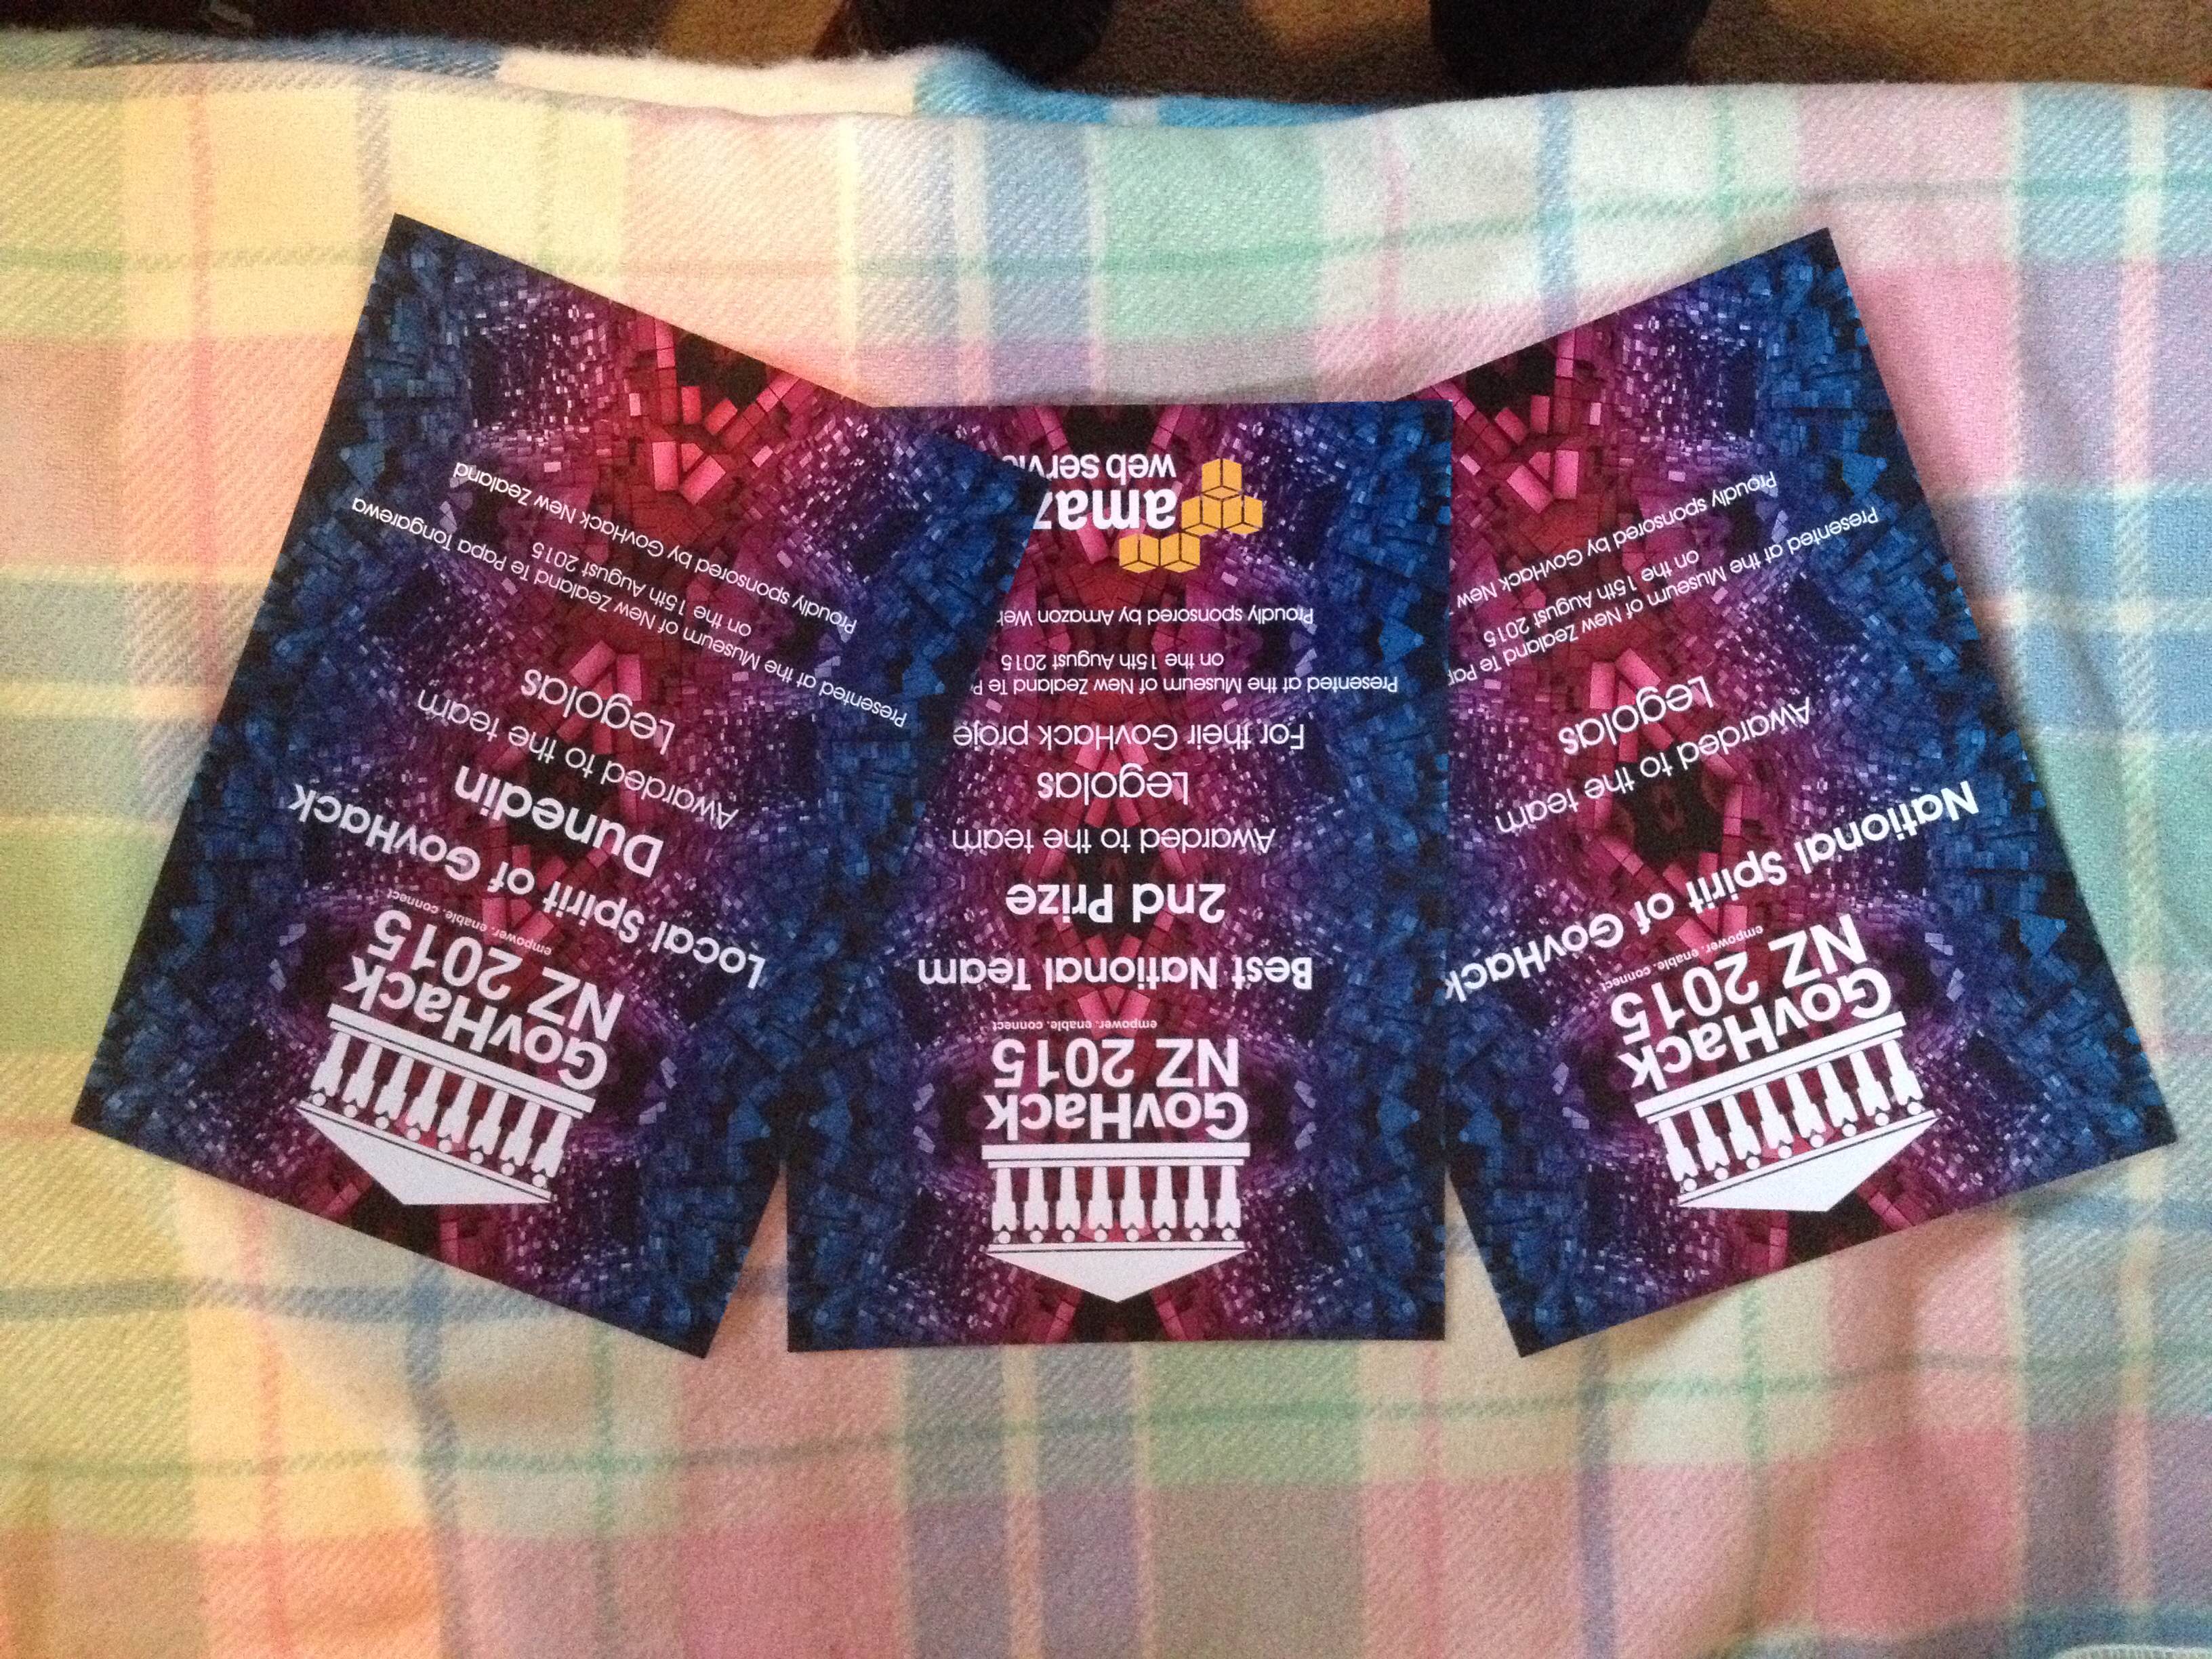 GovHack
NZ 2015
empower. enable. connect
National Spirit of GovHack
Awarded to the team
Legolas
Presented at the Museum of New Zealand Te Pap
on the 15th August 2015
Proudly sponsored by GovHack New
GovHack
NZ 2015
empower. enable. connect
Best National Team
2nd Prize
Awarded to the team
Legolas
For their GovHack proje
Presented at the Museum of New Zealand Te P
on the 15th August 2015
Proudly sponsored by Amazon We
amaz
web servic
GovHack
NZ 2015
empower. enable. connect
Local Spirit of GovHack
Dunedin
Awarded to the team
Legolas
Presented at the Museum of New Zealand Te Papa Tongarewa
on the 15th August 2015
Proudly sponsored by GovHack New Zealand